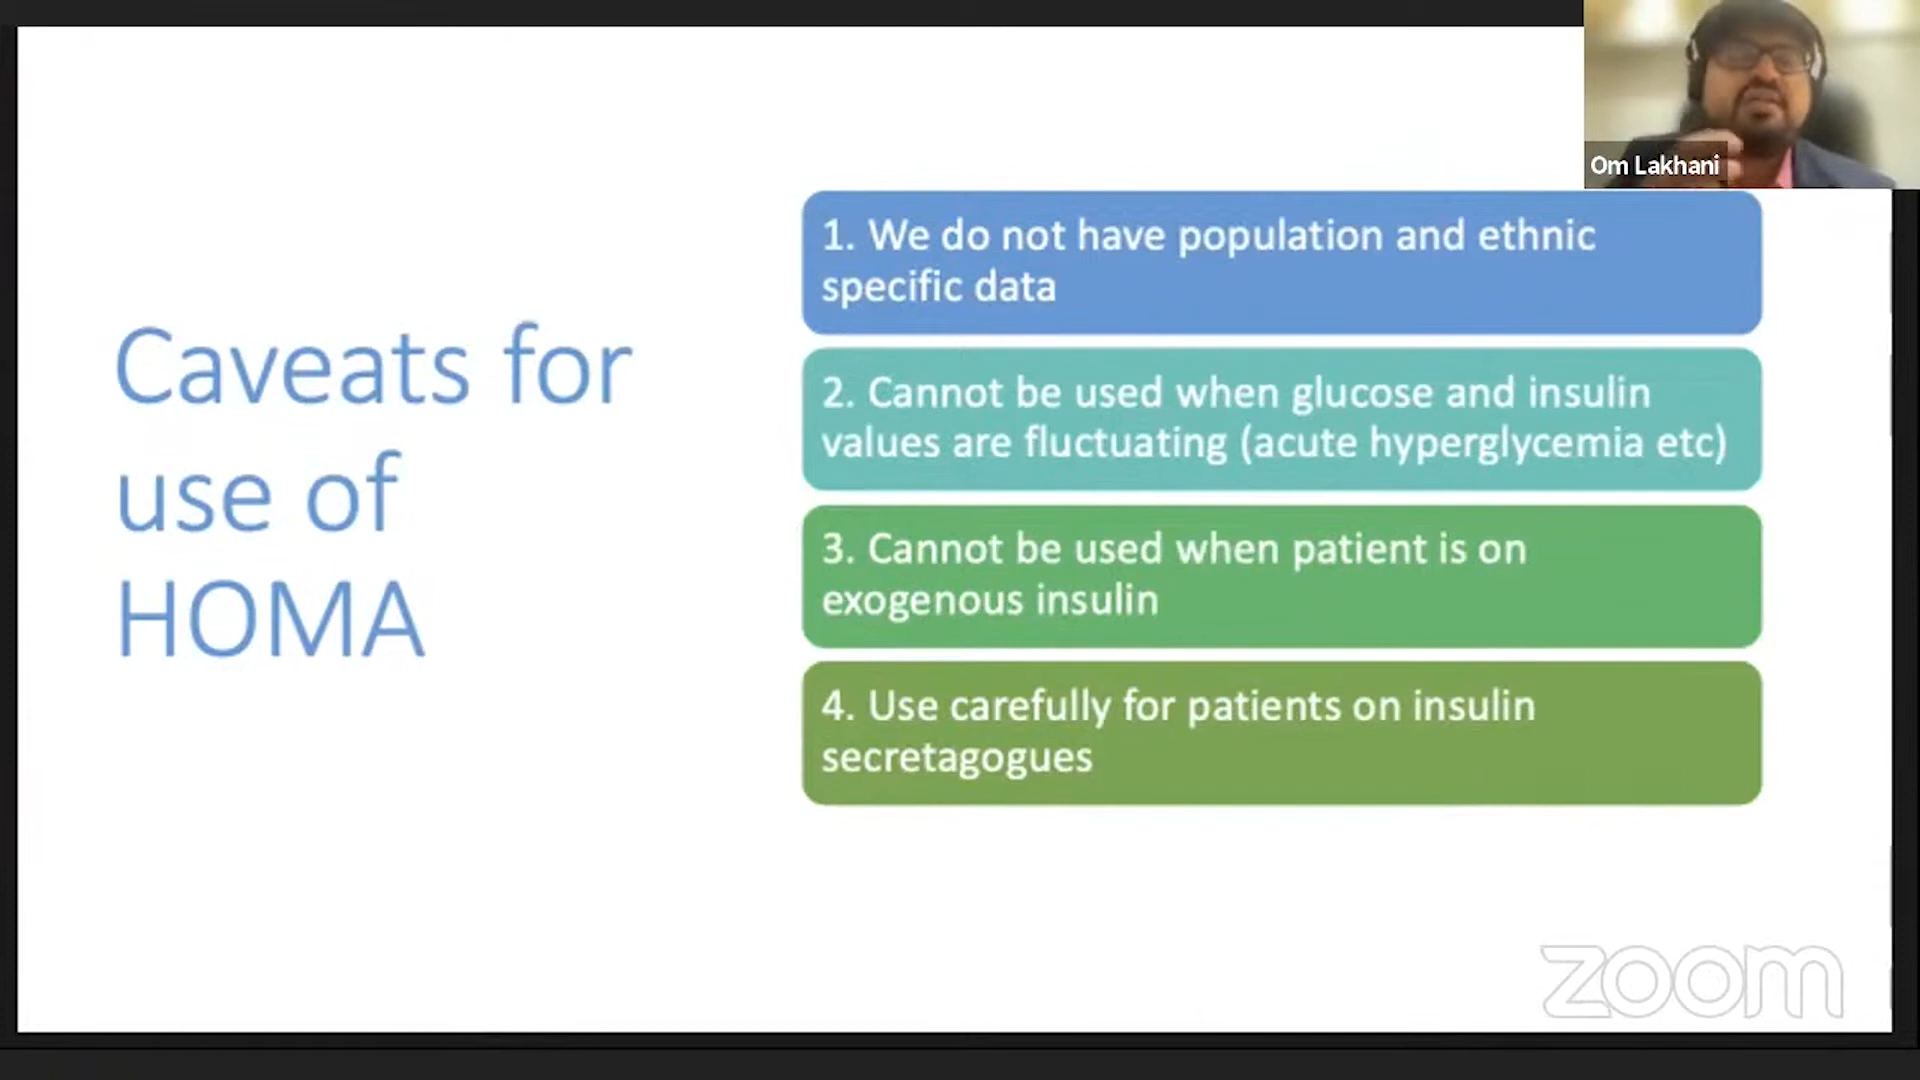 Om Lakhani
Caveats for
use of
HOMA
1. We do not have population and ethnic
specific data
2. Cannot be used when glucose and insulin
values are fluctuating (acute hyperglycemia etc)
3. Cannot be used when patient is on
exogenous insulin
4. Use carefully for patients on insulin
secretagogues
zoom